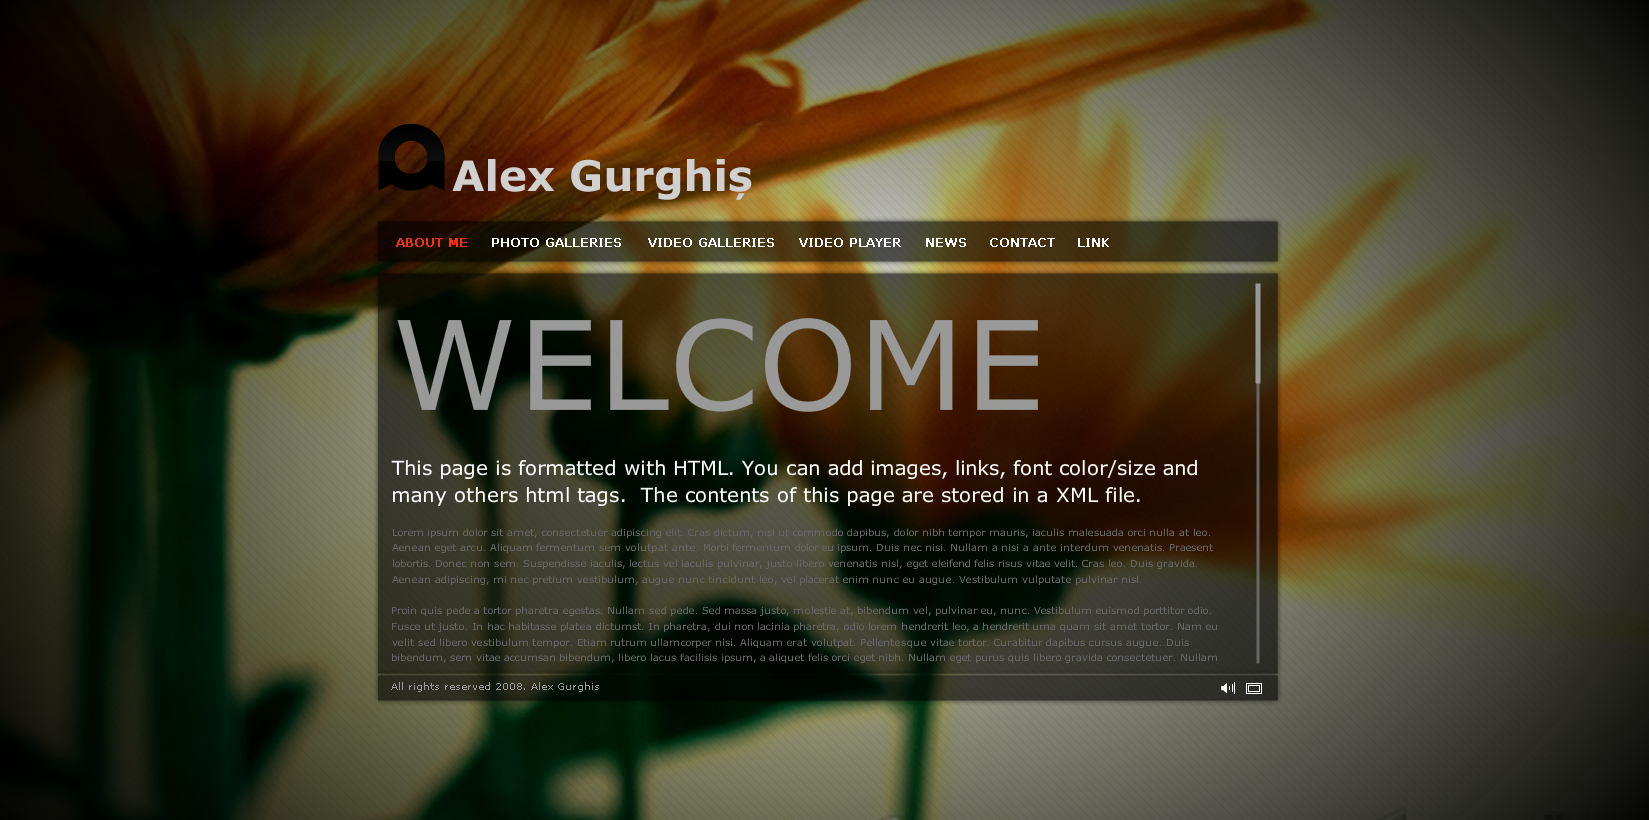 Alex Gurghiș
ABOUT ME PHOTO GALLERIES VIDEO GALLERIES VIDEO PLAYER NEWS CONTACT LINK
WELCOME
This page is formatted with HTML. You can add images, links, font color/size and
many others html tags. The contents of this page are stored in a XML file.
Lorem ipsum dolor sit amet, consectetuer adipiscing elit. Cras dictum, nisl ut commodo dapibus, dolor nibh tempor mauris, iaculis malesuada orci nulla at leo.
Aenean eget arcu. Aliquam fermentum sem volutpat ante. Morbi fermentum dolor eu ipsum. Duis nec nisi. Nullam a nisi a ante interdum venenatis. Praesent
lobortis. Donec non sem. Suspendisse iaculis, lectus vel iaculis pulvinar, justo libero venenatis nisl, eget eleifend felis risus vitae velit. Cras leo. Duis gravida.
Aenean adipiscing, mi nec pretium vestibulum, augue nunc tincidunt leo, vel placerat enim nunc eu augue. Vestibulum vulputate pulvinar nisl.
Proin quis pede a tortor pharetra egestas. Nullam sed pede. Sed massa justo, molestie at, bibendum vel, pulvinar eu, nunc. Vestibulum euismod porttitor odio.
Fusce ut justo. In hac habitasse platea dictumst. In pharetra, dui non lacinia pharetra, odio lorem hendrerit leo, a hendrerit urna quam sit amet tortor. Nam eu
velit sed libero vestibulum tempor. Etiam rutrum ullamcorper nisi. Aliquam erat volutpat. Pellentesque vitae tortor. Curabitur dapibus cursus augue. Duis
bibendum, sem vitae accumsan bibendum, libero lacus facilisis ipsum, a aliquet felis orci eget nibh. Nullam eget purus quis libero gravida consectetuer. Nullam
All rights reserved 2008. Alex Gurghis